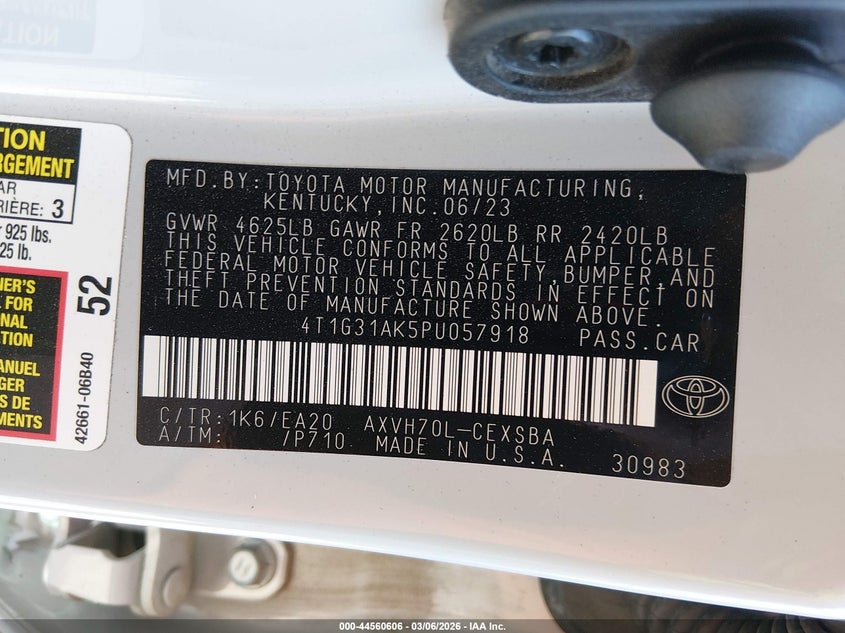 TION
RGEMENT
AR
RIÈRE: 3
925 lbs.
25 lb.
NER'S
FOR
NAL
TION
ANUEL
GER
S DE
MENTS
52
42661-06B40
MFD.BY:TOYOTA MOTOR MANUFACTURING,
KENTUCKY,INC.06/23
GVWR 4625LB GAWR FR 2620LB RR 2420LB
THIS VEHICLE CONFORMS TO ALL APPLICABLE
FEDERAL MOTOR VEHICLE SAFETY,BUMPER,AND
THEFT PREVENTION STANDARDS IN EFFECT ON
THE DATE OF MANUFACTURE SHOWN ABOVE.
4T1G31AK5PU057918 PASS.CAR
C/TR:1K6/EA20 AXVH70L-CEXSBA
A/TM: /P710 MADE IN U.S.A. 30983
000-44560606 - 03/06/2026 - IAA Inc.